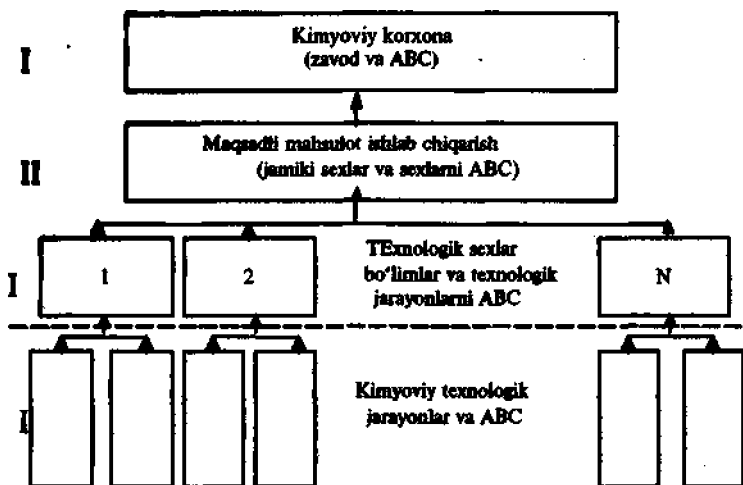 I
Kimyoviy korxona
(zavod va ABC)
II
Maqsadli mahsulot ishlab chiqarish
(jamiki sexlar va sexlarni ABC)
I
1
2
TExnologik sexlar
bo‘limlar va texnologik
jarayonlarni ABC
N
I
Kimyoviy texnologik
jarayonlar va ABC